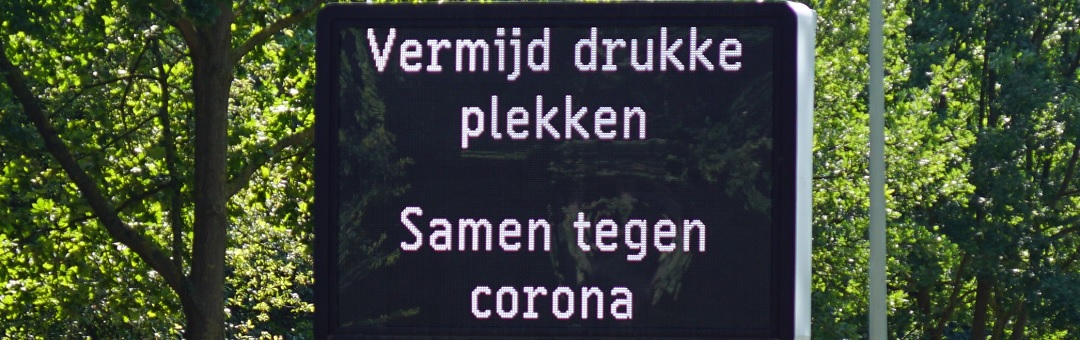 Vermijd drukke
plekken
Samen tegen
corona